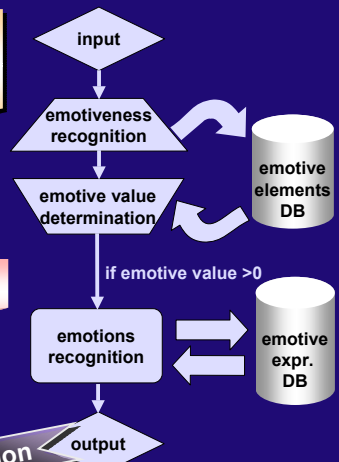 input
emotiveness
recognition
emotive
elements
DB
emotive value
determination
if emotive value >0
emotions
recognition
emotive
expr.
DB
output